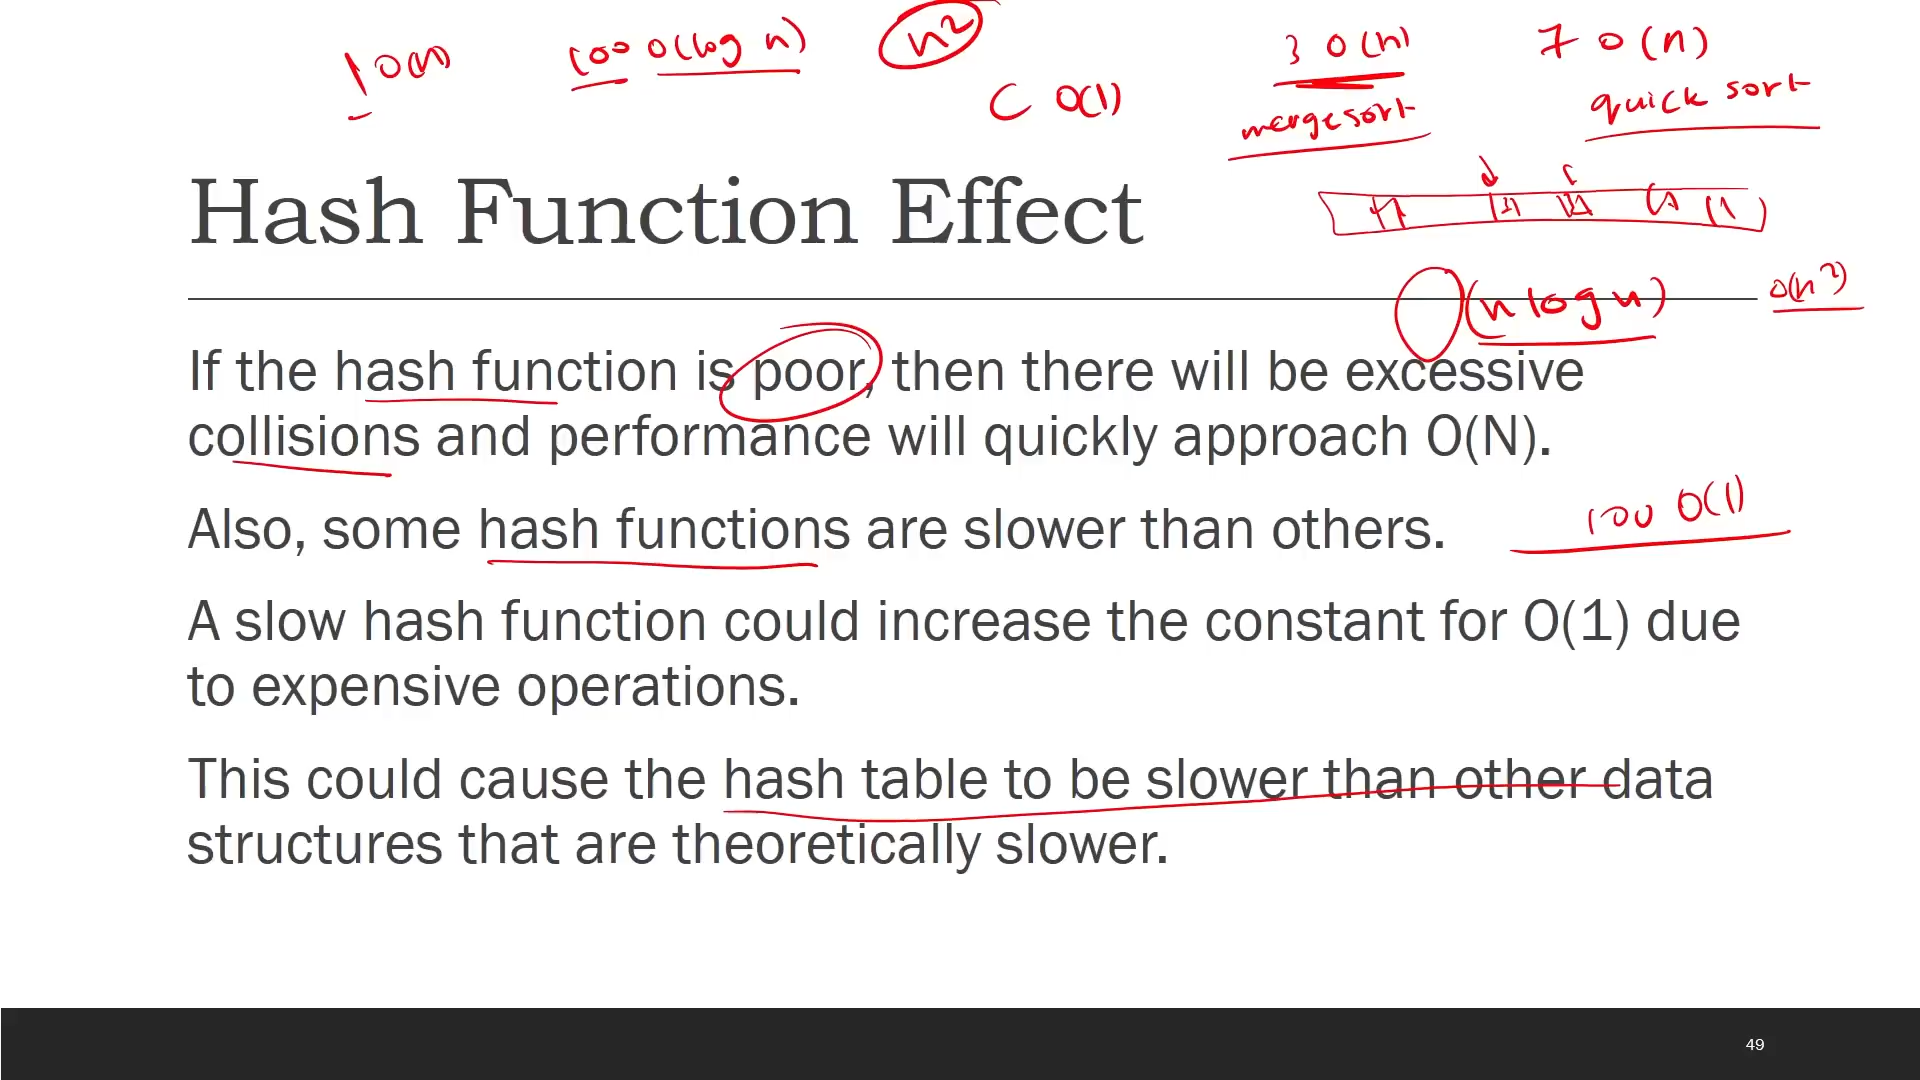 1 O(n) 1000 O(log n) n² 3 O(n) 7 O(n)
C O(1) mergesort quick sort
Hash Function Effect
O(n log n) O(n²)
If the hash function is poor, then there will be excessive
collisions and performance will quickly approach O(N).
100 O(1)
Also, some hash functions are slower than others.
A slow hash function could increase the constant for O(1) due
to expensive operations.
This could cause the hash table to be slower than other data
structures that are theoretically slower.
49